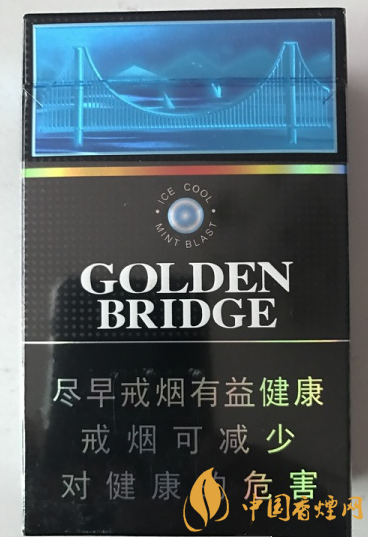 ICE COOL
MINT BLAST
GOLDEN
BRIDGE
尽早戒烟有益健康
戒烟可减少
对健康的危害
中国香烟网